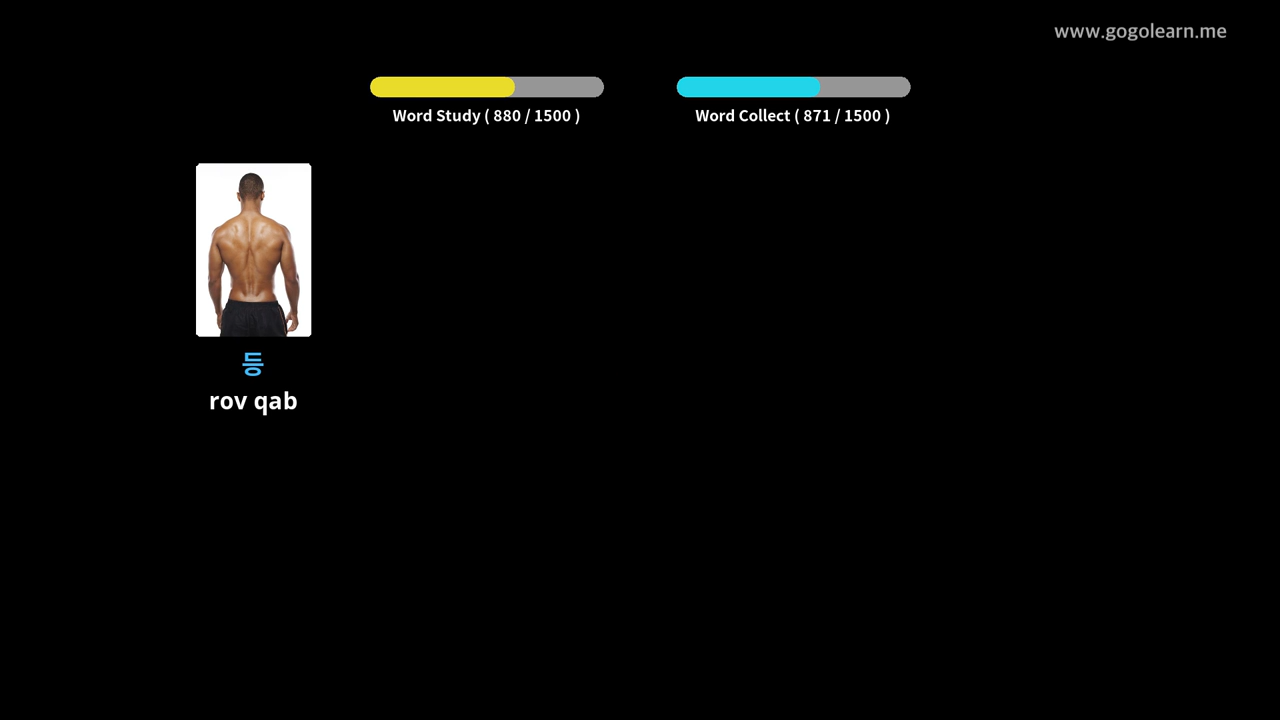 www.gogolearn.me
Word Study ( 880 / 1500 )
Word Collect ( 871 / 1500 )
등
rov qab